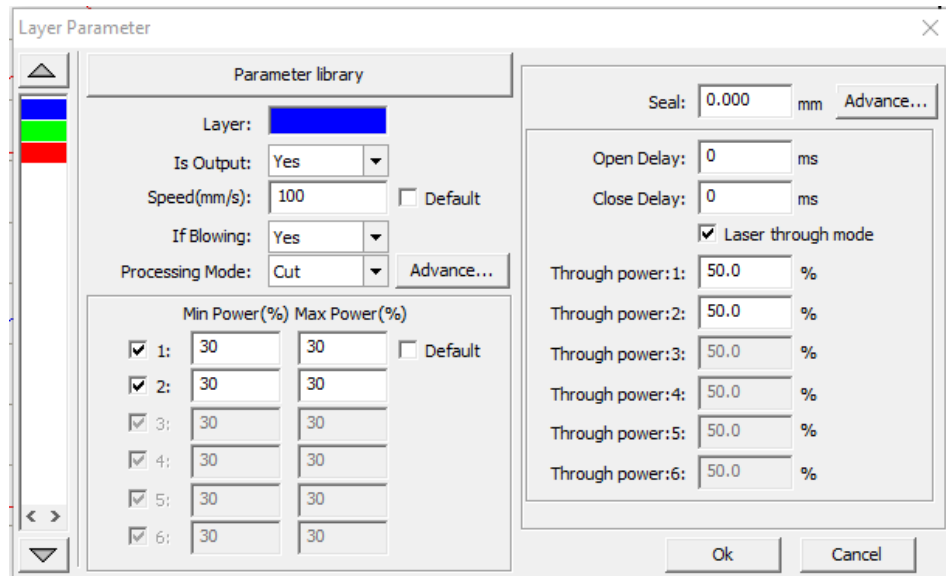 Layer Parameter
Parameter library
Layer:
Is Output: Yes
Speed(mm/s): 100 Default
If Blowing: Yes
Processing Mode: Cut Advance...
Min Power(%) Max Power(%)
1: 30 30 Default
2: 30 30
3: 30 30
4: 30 30
5: 30 30
6: 30 30
Seal: 0.000 mm Advance...
Open Delay: 0 ms
Close Delay: 0 ms
Laser through mode
Through power:1: 50.0 %
Through power:2: 50.0 %
Through power:3: 50.0 %
Through power:4: 50.0 %
Through power:5: 50.0 %
Through power:6: 50.0 %
Ok Cancel